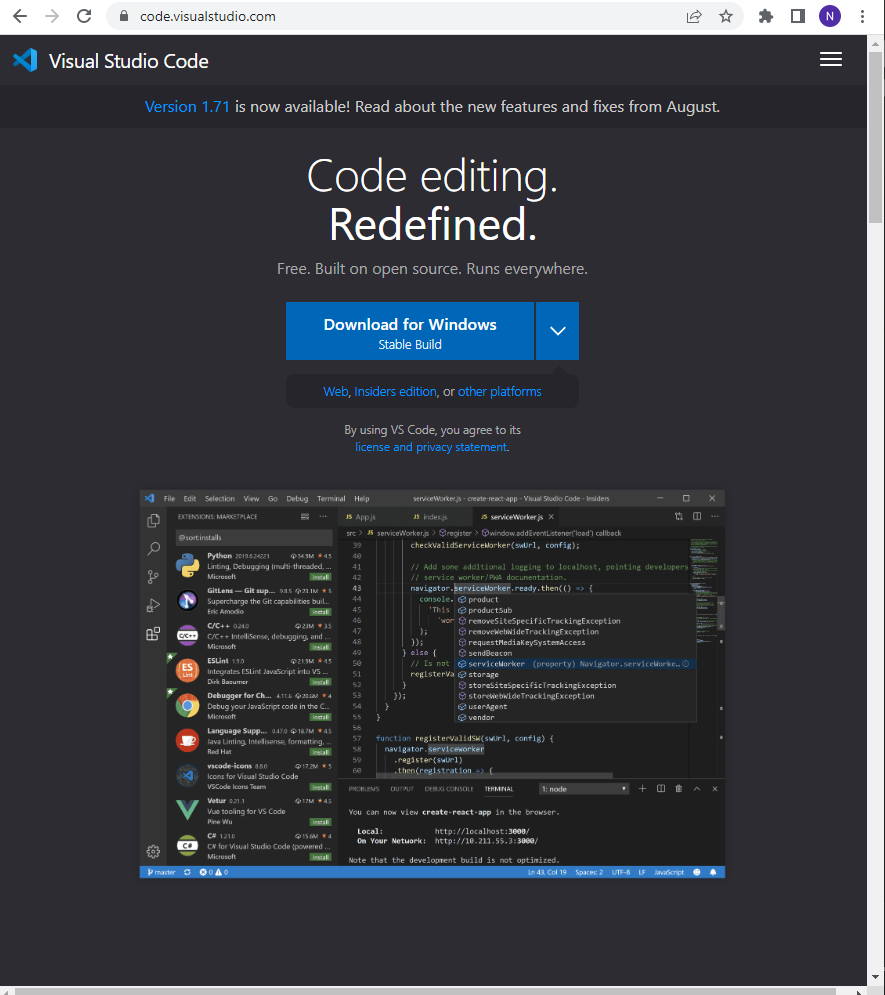 code.visualstudio.com
N
Visual Studio Code
Version 1.71 is now available! Read about the new features and fixes from August.
Code editing.
Redefined.
Free. Built on open source. Runs everywhere.
Download for Windows
Stable Build
Web, Insiders edition, or other platforms
By using VS Code, you agree to its
license and privacy statement.
File Edit Selection View Go Debug Terminal Help serviceWorker.js - create-react-app - Visual Studio Code - Insiders
EXTENSIONS: MARKETPLACE
@sort:installs
Python 2019.6.24221 54.9M 4.5
Linting, Debugging (multi-threaded, ...
Microsoft Install
GitLens — Git sup... 9.8.5 23.1M 5
Supercharge the Git capabilities buil...
Eric Amodio Install
C/C++ 0.24.0 23M 3.5
C/C++ IntelliSense, debugging, and ...
Microsoft Install
ESLint 1.9.0 21.9M 4.5
Integrates ESLint JavaScript into VS ...
Dirk Baeumer Install
Debugger for Ch... 4.11.6 20.6M 4
Debug your JavaScript code in the C...
Microsoft Install
Language Supp... 0.47.0 18.7M 4.5
Java Linting, Intellisense, formatting, ...
Red Hat Install
vscode-icons 8.8.0 17.2M 5
Icons for Visual Studio Code
VSCode Icons Team Install
Vetur 0.21.1 17M 4.5
Vue tooling for VS Code
Pine Wu Install
C# 1.21.0 15.6M 4
C# for Visual Studio Code (powered ...
Microsoft Install
JS App.js JS index.js JS serviceWorker.js
src > JS serviceWorker.js > register > window.addEventListener('load') callback
39 checkValidServiceWorker(swUrl, config);
40
41 // Add some additional logging to localhost, pointing developers
42 // service worker/PWA documentation.
43 navigator.serviceWorker.ready.then(() => {
44 console.
45 'This
46 'wor
47 );
48 });
49 } else {
50 // Is not
51 registerVa
52 }
53 });
54 }
55 }
56
57 function registerValidSW(swUrl, config) {
58 navigator.serviceworker
59 .register(swUrl)
60 .then(registration => {
product
productSub
removeSiteSpecificTrackingException
removeWebWideTrackingException
requestMediaKeySystemAccess
sendBeacon
serviceWorker (property) Navigator.serviceWorke...
storage
storeSiteSpecificTrackingException
storeWebWideTrackingException
userAgent
vendor
PROBLEMS OUTPUT DEBUG CONSOLE TERMINAL 1: node
You can now view create-react-app in the browser.
Local: http://localhost:3000/
On Your Network: http://10.211.55.3:3000/
Note that the development build is not optimized.
master 0 0 Ln 43, Col 19 Spaces: 2 UTF-8 LF JavaScript